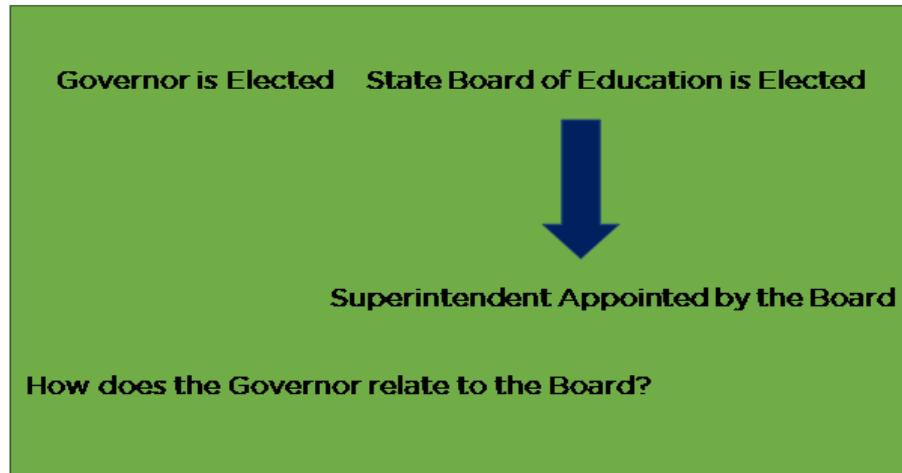 Governor is Elected State Board of Education is Elected
Superintendent Appointed by the Board
How does the Governor relate to the Board?